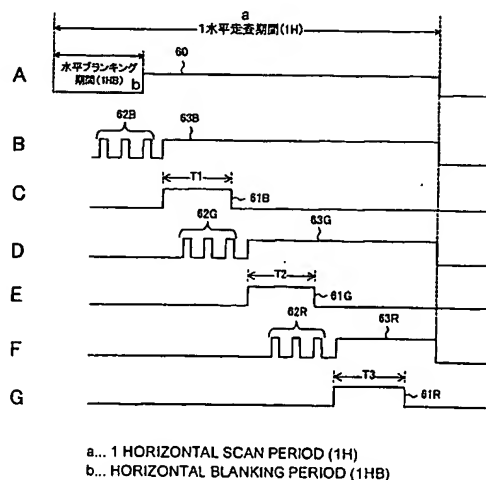 a
1水平走査期間(1H)
水平ブランキング
期間(1HB)
b
60
A
62B
63B
B
T1
61B
C
62G
63G
D
T2
61G
E
62R
63R
F
T3
61R
G
a... 1 HORIZONTAL SCAN PERIOD (1H)
b... HORIZONTAL BLANKING PERIOD (1HB)